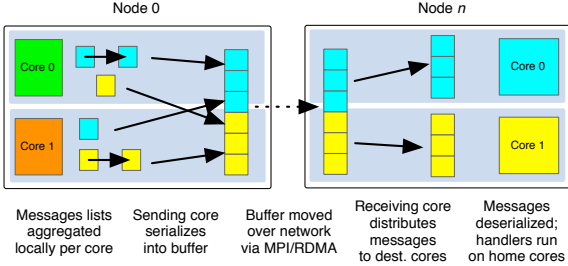 Node 0
Node n
Core 0
Core 0
Core 1
Core 1
Messages lists
aggregated
locally per core
Sending core
serializes
into buffer
Buffer moved
over network
via MPI/RDMA
Receiving core
distributes
messages
to dest. cores
Messages
deserialized;
handlers run
on home cores